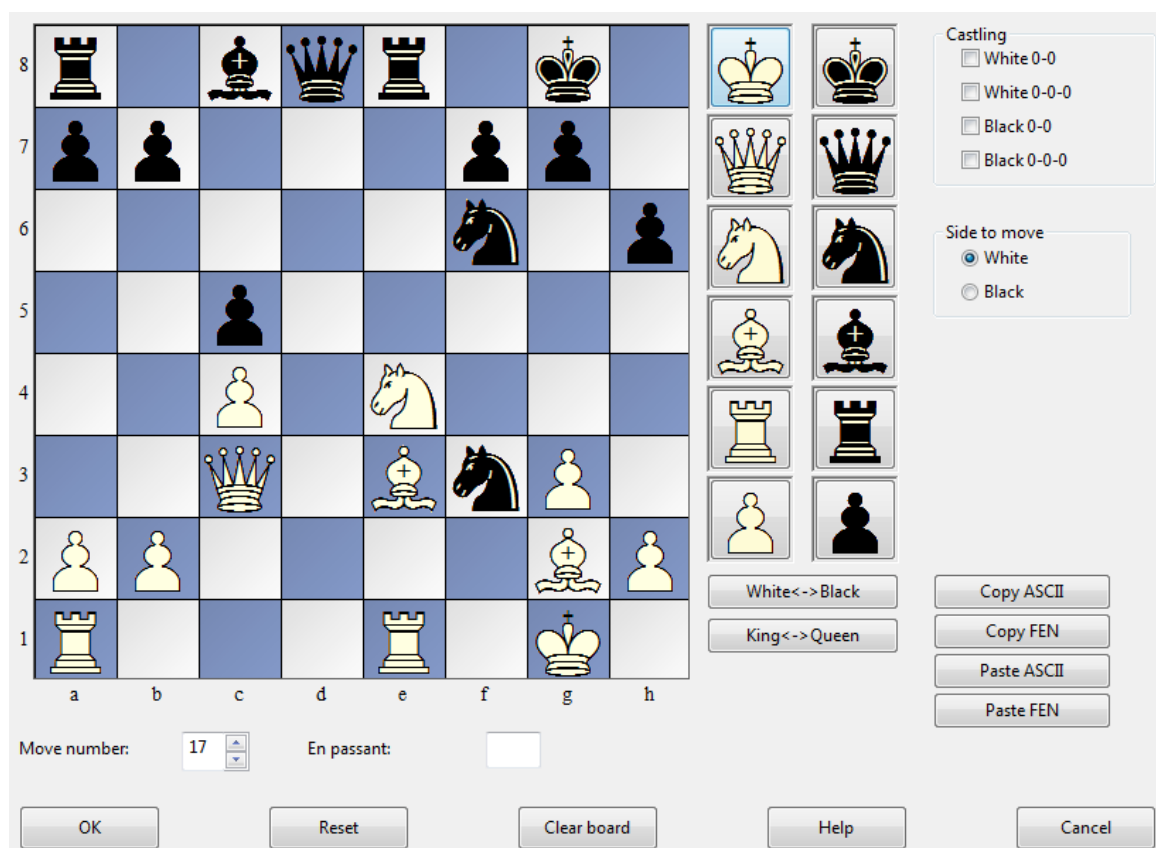 8
7
6
5
4
3
2
1
a b c d e f g h
Castling
White 0-0
White 0-0-0
Black 0-0
Black 0-0-0
Side to move
White
Black
White<->Black
King<->Queen
Copy ASCII
Copy FEN
Paste ASCII
Paste FEN
Move number: 17 En passant:
OK Reset Clear board Help Cancel